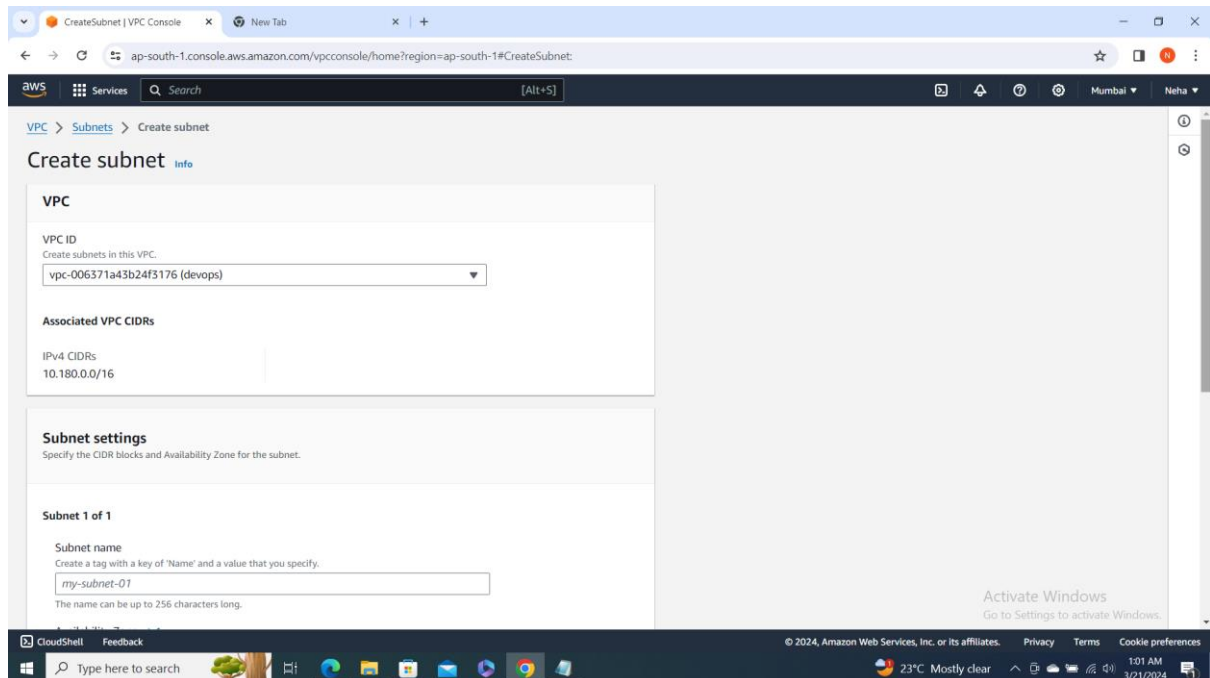 CreateSubnet | VPC Console
New Tab
ap-south-1.console.aws.amazon.com/vpcconsole/home?region=ap-south-1#CreateSubnet:
N
aws
Services
Search
[Alt+S]
Mumbai
Neha
VPC > Subnets > Create subnet
Create subnet Info
VPC
VPC ID
Create subnets in this VPC.
vpc-006371a43b24f3176 (devops)
Associated VPC CIDRs
IPv4 CIDRs
10.180.0.0/16
Subnet settings
Specify the CIDR blocks and Availability Zone for the subnet.
Subnet 1 of 1
Subnet name
Create a tag with a key of 'Name' and a value that you specify.
my-subnet-01
The name can be up to 256 characters long.
Activate Windows
Go to Settings to activate Windows.
CloudShell Feedback
© 2024, Amazon Web Services, Inc. or its affiliates. Privacy Terms Cookie preferences
Type here to search
23°C Mostly clear
1:01 AM
3/21/2024